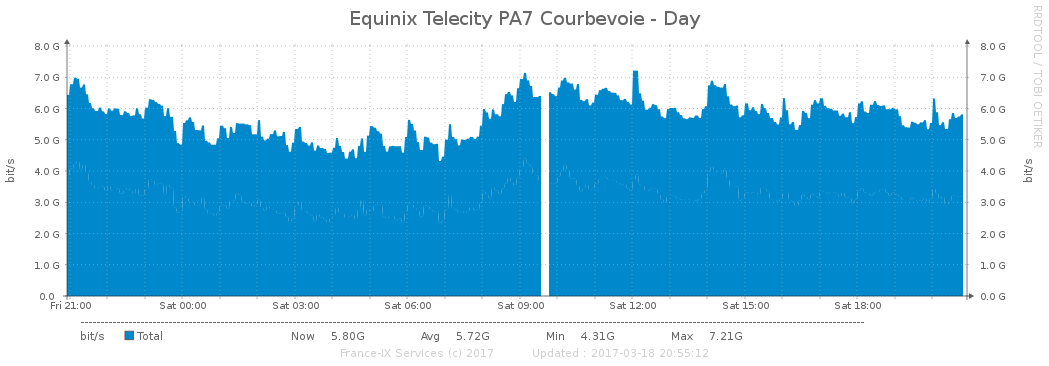 Equinix Telecity PA7 Courbevoie - Day
RRDTOOL / TOBI OETIKER
8.0 G 8.0 G
7.0 G 7.0 G
6.0 G 6.0 G
5.0 G 5.0 G
4.0 G 4.0 G
3.0 G 3.0 G
2.0 G 2.0 G
1.0 G 1.0 G
0.0 0.0 G
bit/s
bit/s
Fri 21:00 Sat 00:00 Sat 03:00 Sat 06:00 Sat 09:00 Sat 12:00 Sat 15:00 Sat 18:00
bit/s Total Now 5.80G Avg 5.72G Min 4.31G Max 7.21G
France-IX Services (c) 2017 Updated : 2017-03-18 20:55:12